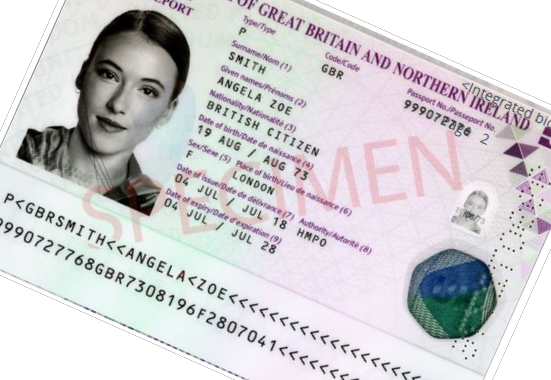 OF GREAT BRITAIN AND NORTHERN IRELAND
PORT
Type/Type
P
Code/Code
GBR
Passport No./Passeport No.
Surname/Nom (1)
SMITH
Given names/Prénoms (2)
ANGELA ZOE
Nationality/Nationalité (3)
BRITISH CITIZEN
Date of birth/Date de naissance (4)
19 AUG / AUG 73
Sex/Sexe (5) Place of birth/Lieu de naissance (6)
F LONDON
Date of issue/Date de délivrance (7) Authority/Autorité (8)
04 JUL / JUL 18 HMPO
Date of expiry/Date d'expiration (9)
04 JUL / JUL 28
<Integrated bio
Page 2
SPECIMEN
P<GBRSMITH<<ANGELA<ZOE<<<<<<<<<<<<<<<<<<<
9990727768GBR7308196F2807041<<<<<<<<